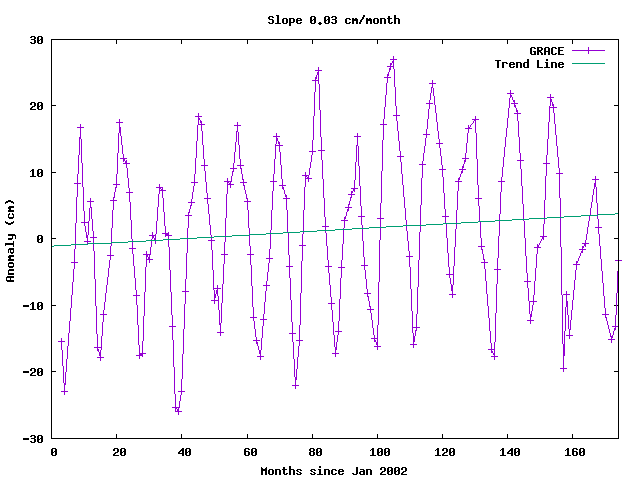 Slope 0.03 cm/month
GRACE
Trend Line
30
20
10
0
-10
-20
-30
Anomaly (cm)
0 20 40 60 80 100 120 140 160
Months since Jan 2002